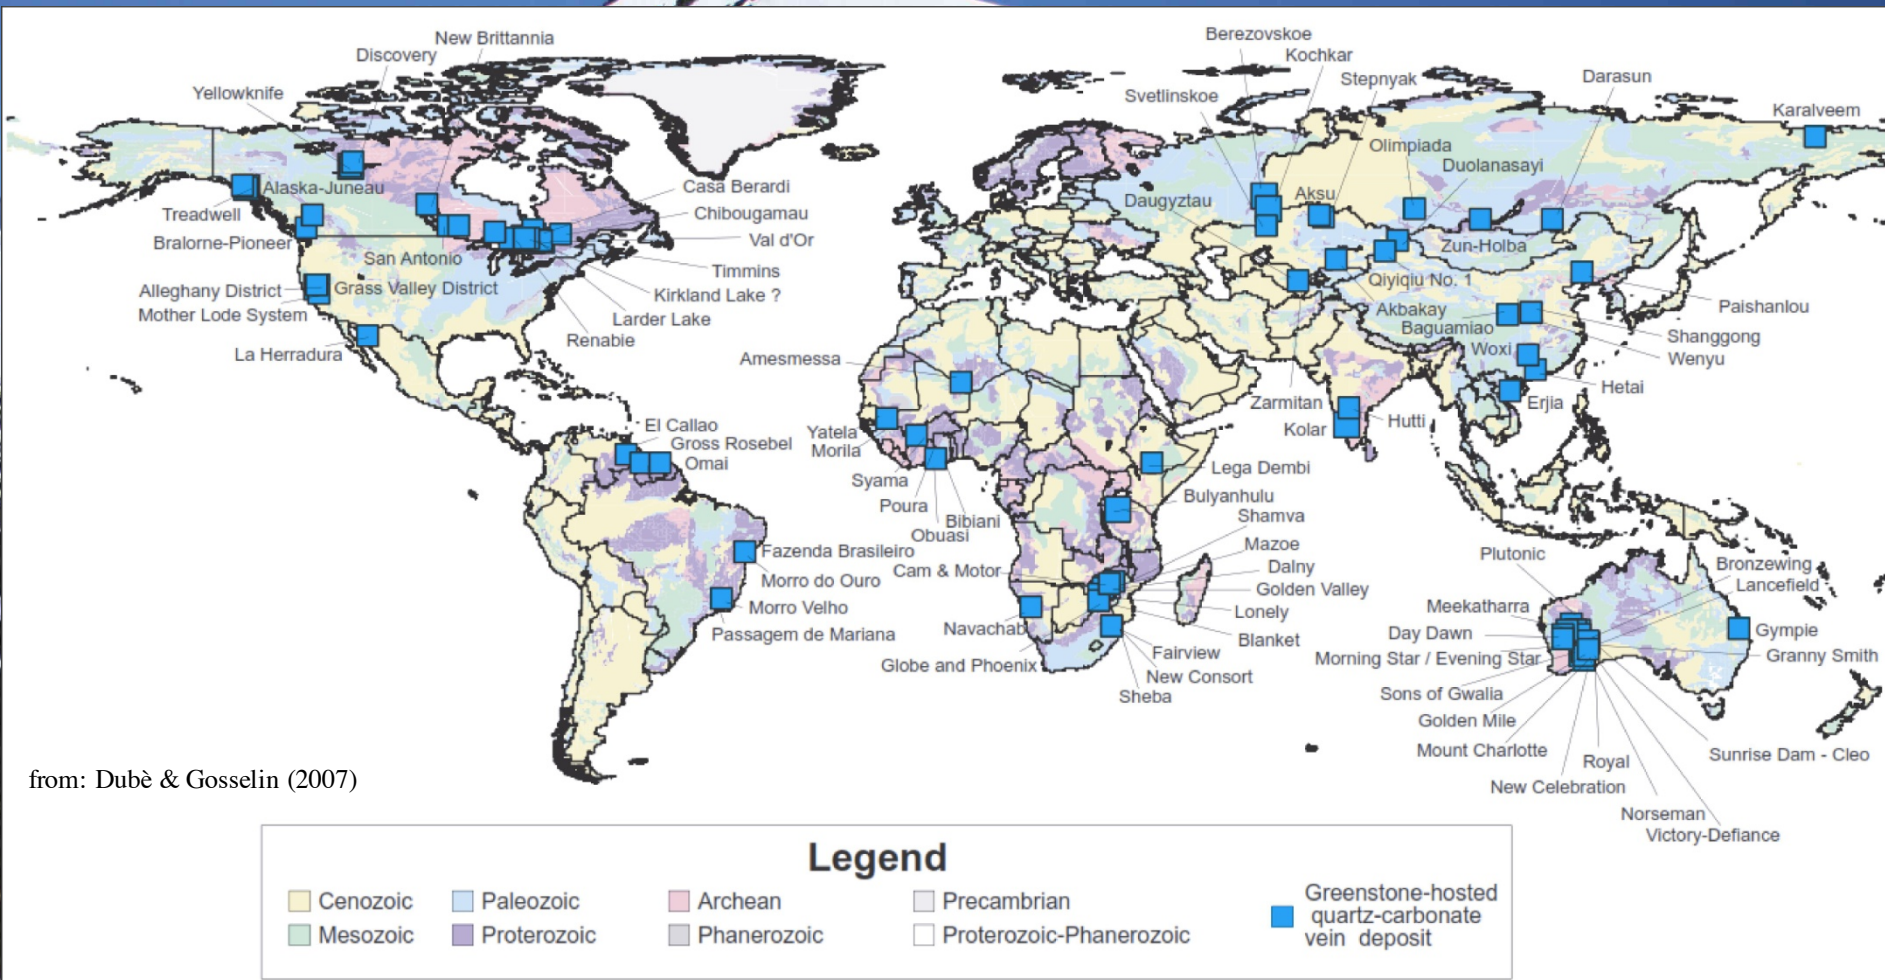 New Brittannia
Discovery
Yellowknife
Alaska-Juneau
Treadwell
Bralorne-Pioneer
San Antonio
Alleghany District
Grass Valley District
Mother Lode System
La Herradura
Casa Berardi
Chibougamau
Val d'Or
Timmins
Kirkland Lake ?
Larder Lake
Renabie
El Callao
Gross Rosebel
Omai
Fazenda Brasileiro
Morro do Ouro
Morro Velho
Passagem de Mariana
Amesmessa
Yatela
Morila
Syama
Poura
Bibiani
Obuasi
Lega Dembi
Bulyanhulu
Shamva
Mazoe
Cam & Motor
Dalny
Golden Valley
Lonely
Blanket
Navachab
Globe and Phoenix
Fairview
New Consort
Sheba
Berezovskoe
Kochkar
Stepnyak
Svetlinskoe
Darasun
Karalveem
Olimpiada
Duolanasayi
Daugyztau
Aksu
Zun-Holba
Qiyiqiu No. 1
Akbakay
Baguamiao
Woxi
Paishanlou
Shanggong
Wenyu
Hetai
Erjia
Zarmitan
Hutti
Kolar
Plutonic
Bronzewing
Lancefield
Meekatharra
Day Dawn
Gympie
Morning Star / Evening Star
Granny Smith
Sons of Gwalia
Golden Mile
Mount Charlotte
Sunrise Dam - Cleo
Royal
New Celebration
Norseman
Victory-Defiance
from: Dubè & Gosselin (2007)
Legend
Cenozoic
Paleozoic
Archean
Precambrian
Mesozoic
Proterozoic
Phanerozoic
Proterozoic-Phanerozoic
Greenstone-hosted
quartz-carbonate
vein deposit